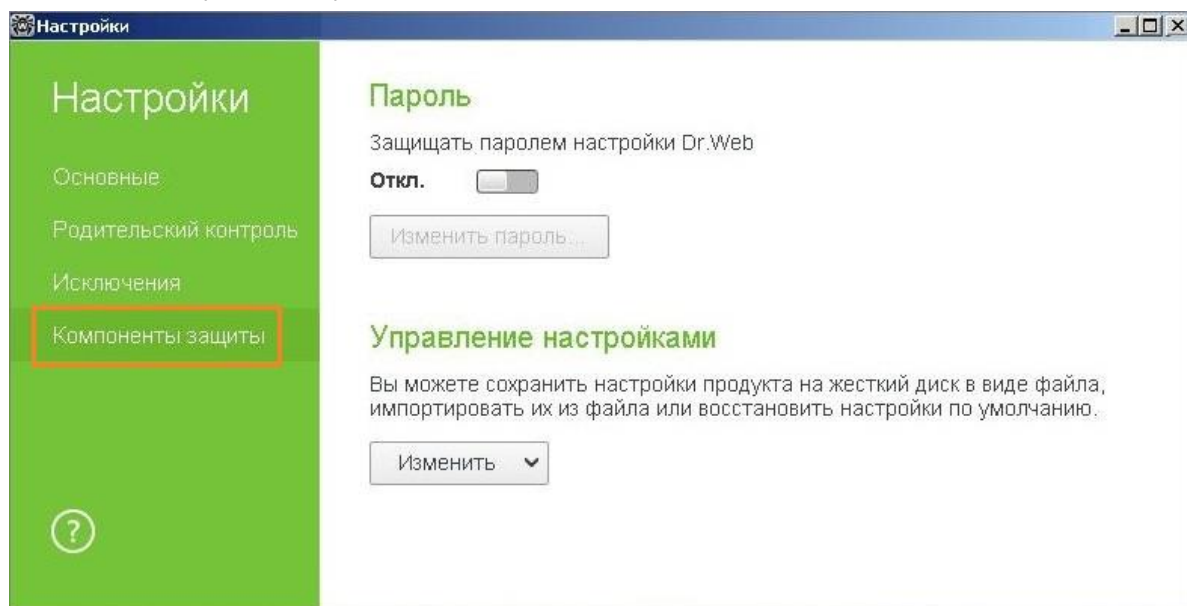 Настройки
Настройки
Основные
Родительский контроль
Исключения
Компоненты защиты
?
Пароль
Защищать паролем настройки Dr.Web
Откл.
Изменить пароль...
Управление настройками
Вы можете сохранить настройки продукта на жесткий диск в виде файла,
импортировать их из файла или восстановить настройки по умолчанию.
Изменить